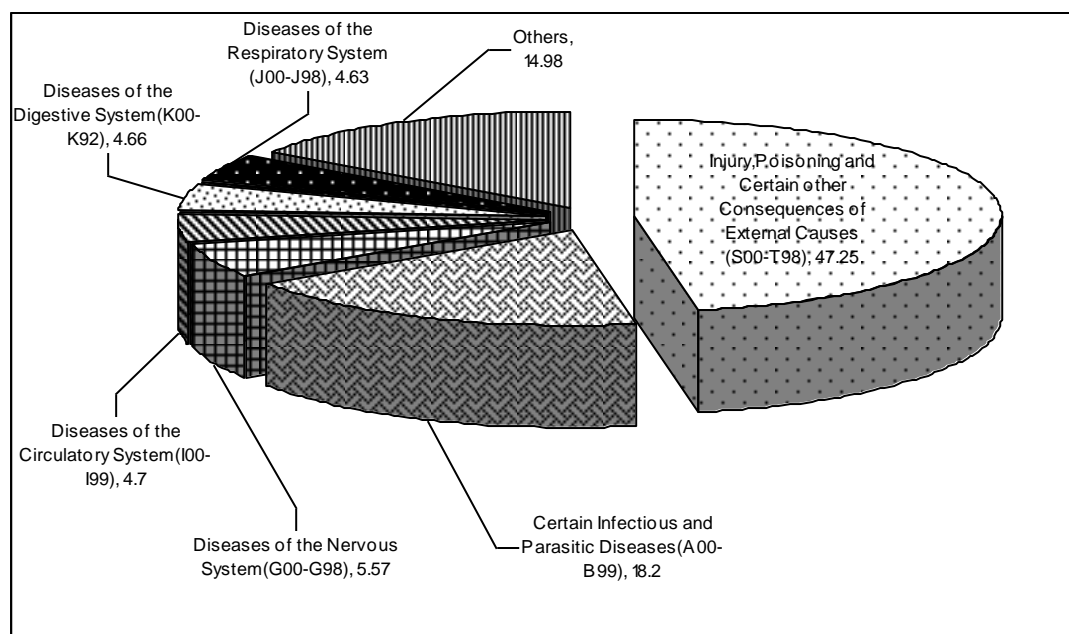 Diseases of the
Respiratory System
(J00-J98), 4.63
Others,
14.98
Diseases of the
Digestive System(K00-
K92), 4.66
Injury,Poisoning and
Certain other
Consequences of
External Causes
(S00-T98), 47.25
Diseases of the
Circulatory System(I00-
I99), 4.7
Diseases of the Nervous
System(G00-G98), 5.57
Certain Infectious and
Parasitic Diseases(A00-
B99), 18.2